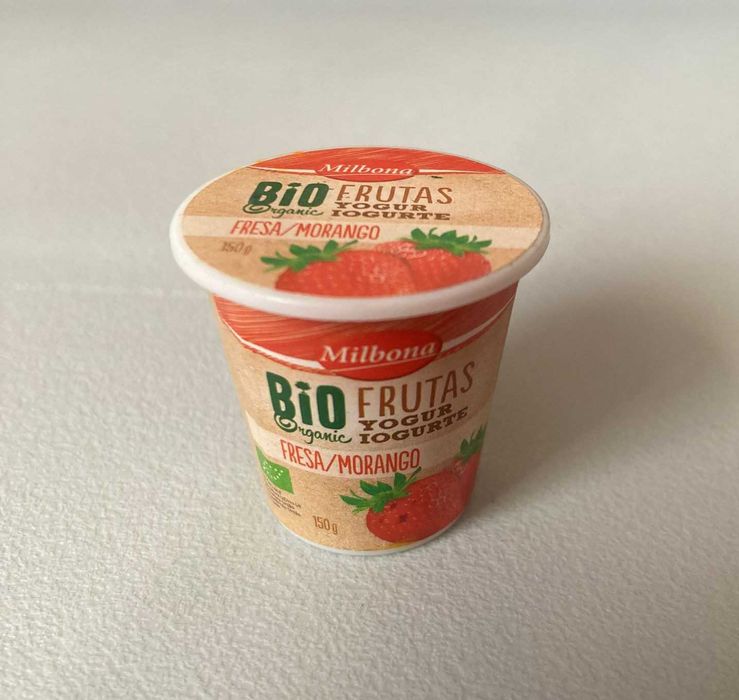 Milbona
BiO FRUTAS
Organic YOGUR
IOGURTE
FRESA/MORANGO
150g
Milbona
BiO FRUTAS
Organic YOGUR
IOGURTE
FRESA/MORANGO
150g